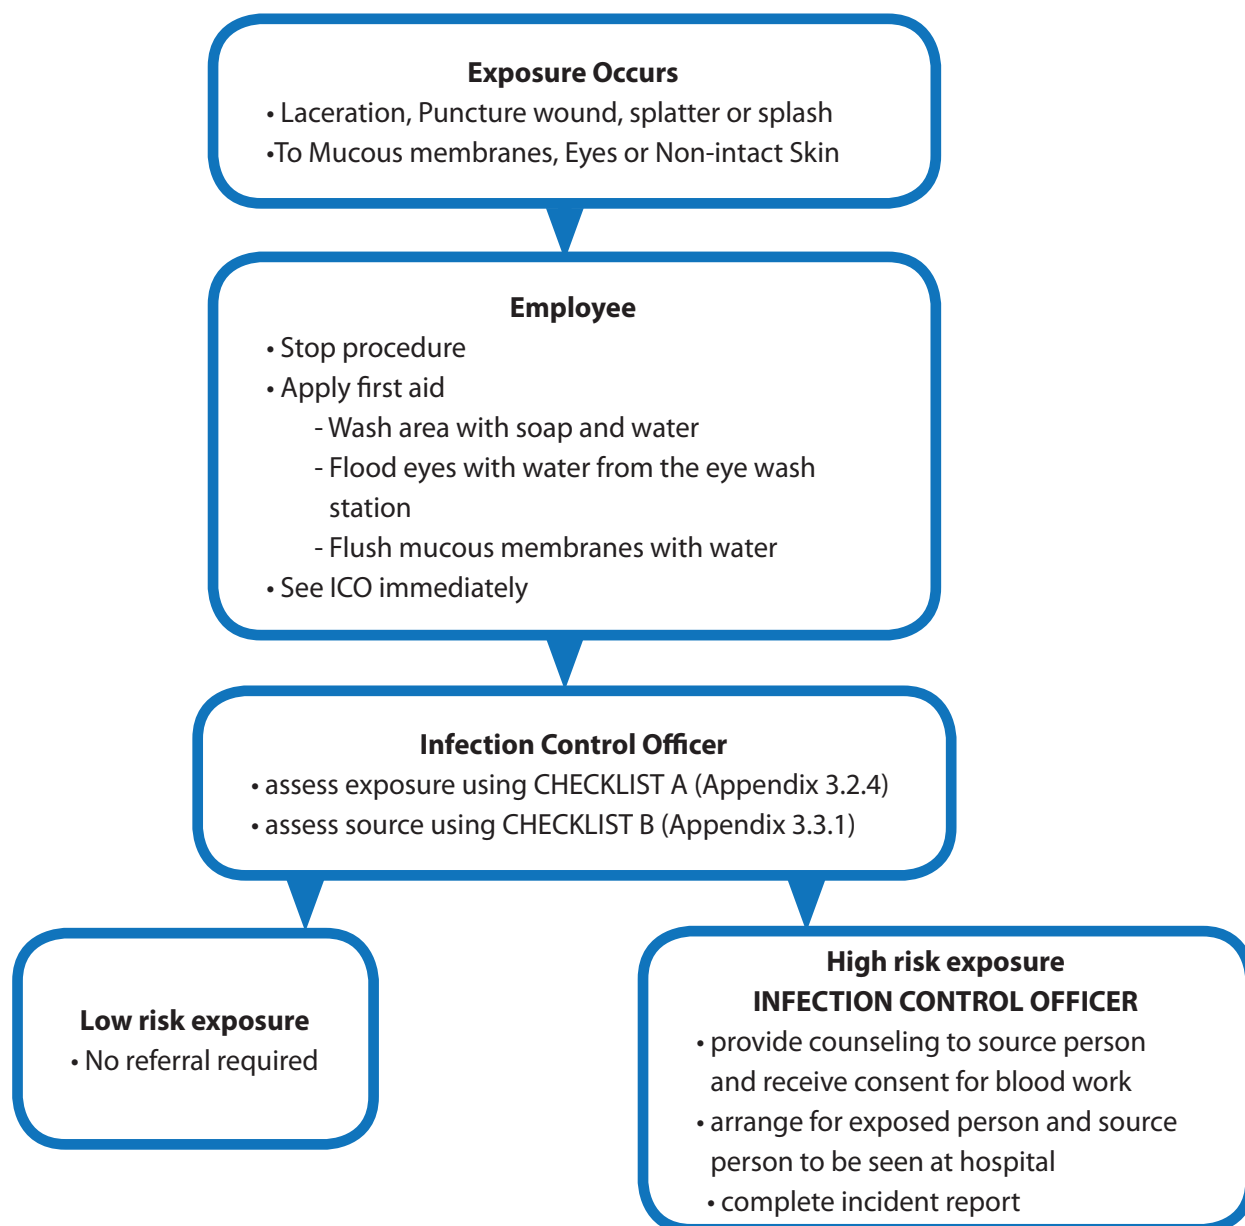 Exposure Occurs
• Laceration, Puncture wound, splatter or splash
•To Mucous membranes, Eyes or Non-intact Skin
Employee
• Stop procedure
• Apply first aid
- Wash area with soap and water
- Flood eyes with water from the eye wash
station
- Flush mucous membranes with water
• See ICO immediately
Infection Control Officer
• assess exposure using CHECKLIST A (Appendix 3.2.4)
• assess source using CHECKLIST B (Appendix 3.3.1)
Low risk exposure
• No referral required
High risk exposure
INFECTION CONTROL OFFICER
• provide counseling to source person
and receive consent for blood work
• arrange for exposed person and source
person to be seen at hospital
• complete incident report